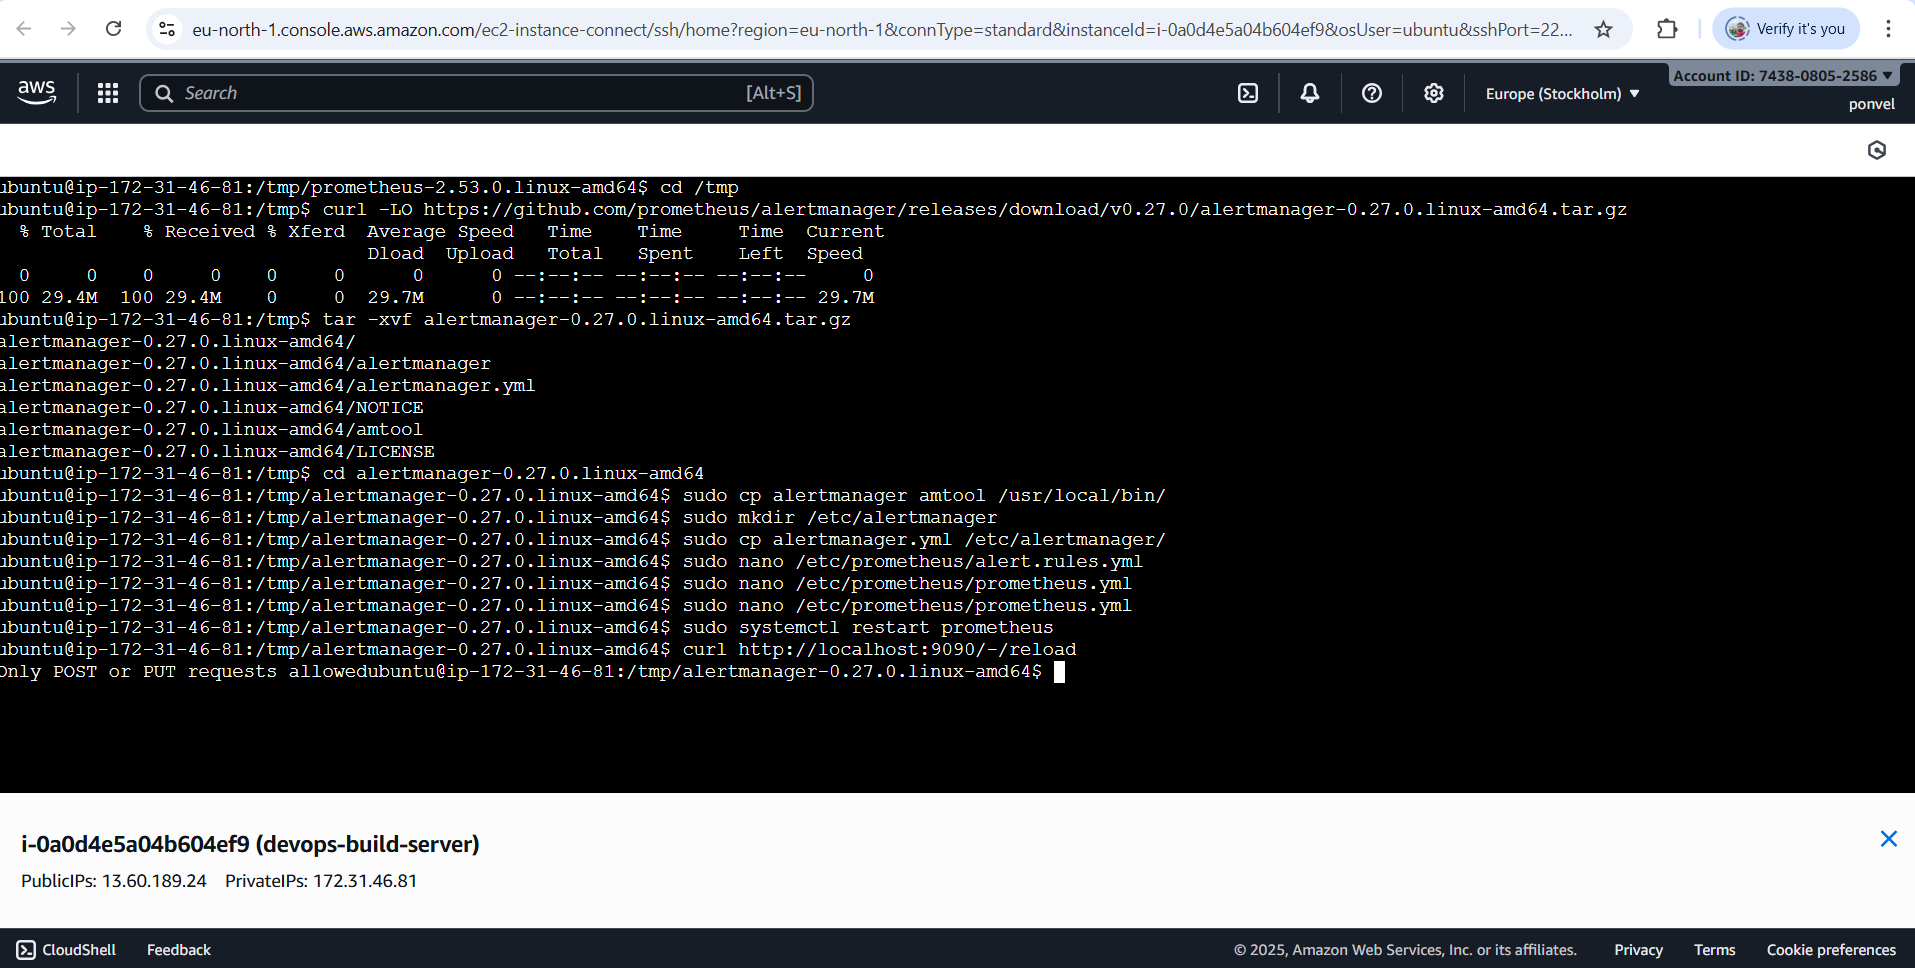 eu-north-1.console.aws.amazon.com/ec2-instance-connect/ssh/home?region=eu-north-1&connType=standard&instanceId=i-0a0d4e5a04b604ef9&osUser=ubuntu&sshPort=22...
Verify it's you
aws
Search
[Alt+S]
Europe (Stockholm)
Account ID: 7438-0805-2586
ponvel
ubuntu@ip-172-31-46-81:/tmp/prometheus-2.53.0.linux-amd64$ cd /tmp
ubuntu@ip-172-31-46-81:/tmp$ curl -LO https://github.com/prometheus/alertmanager/releases/download/v0.27.0/alertmanager-0.27.0.linux-amd64.tar.gz
% Total % Received % Xferd Average Speed Time Time Time Current
Dload Upload Total Spent Left Speed
0 0 0 0 0 0 0 0 --:--:-- --:--:-- --:--:-- 0
100 29.4M 100 29.4M 0 0 29.7M 0 --:--:-- --:--:-- --:--:-- 29.7M
ubuntu@ip-172-31-46-81:/tmp$ tar -xvf alertmanager-0.27.0.linux-amd64.tar.gz
alertmanager-0.27.0.linux-amd64/
alertmanager-0.27.0.linux-amd64/alertmanager
alertmanager-0.27.0.linux-amd64/alertmanager.yml
alertmanager-0.27.0.linux-amd64/NOTICE
alertmanager-0.27.0.linux-amd64/amtool
alertmanager-0.27.0.linux-amd64/LICENSE
ubuntu@ip-172-31-46-81:/tmp$ cd alertmanager-0.27.0.linux-amd64
ubuntu@ip-172-31-46-81:/tmp/alertmanager-0.27.0.linux-amd64$ sudo cp alertmanager amtool /usr/local/bin/
ubuntu@ip-172-31-46-81:/tmp/alertmanager-0.27.0.linux-amd64$ sudo mkdir /etc/alertmanager
ubuntu@ip-172-31-46-81:/tmp/alertmanager-0.27.0.linux-amd64$ sudo cp alertmanager.yml /etc/alertmanager/
ubuntu@ip-172-31-46-81:/tmp/alertmanager-0.27.0.linux-amd64$ sudo nano /etc/prometheus/alert.rules.yml
ubuntu@ip-172-31-46-81:/tmp/alertmanager-0.27.0.linux-amd64$ sudo nano /etc/prometheus/prometheus.yml
ubuntu@ip-172-31-46-81:/tmp/alertmanager-0.27.0.linux-amd64$ sudo nano /etc/prometheus/prometheus.yml
ubuntu@ip-172-31-46-81:/tmp/alertmanager-0.27.0.linux-amd64$ sudo systemctl restart prometheus
ubuntu@ip-172-31-46-81:/tmp/alertmanager-0.27.0.linux-amd64$ curl http://localhost:9090/-/reload
Only POST or PUT requests allowedubuntu@ip-172-31-46-81:/tmp/alertmanager-0.27.0.linux-amd64$
i-0a0d4e5a04b604ef9 (devops-build-server)
PublicIPs: 13.60.189.24 PrivateIPs: 172.31.46.81
CloudShell Feedback © 2025, Amazon Web Services, Inc. or its affiliates. Privacy Terms Cookie preferences